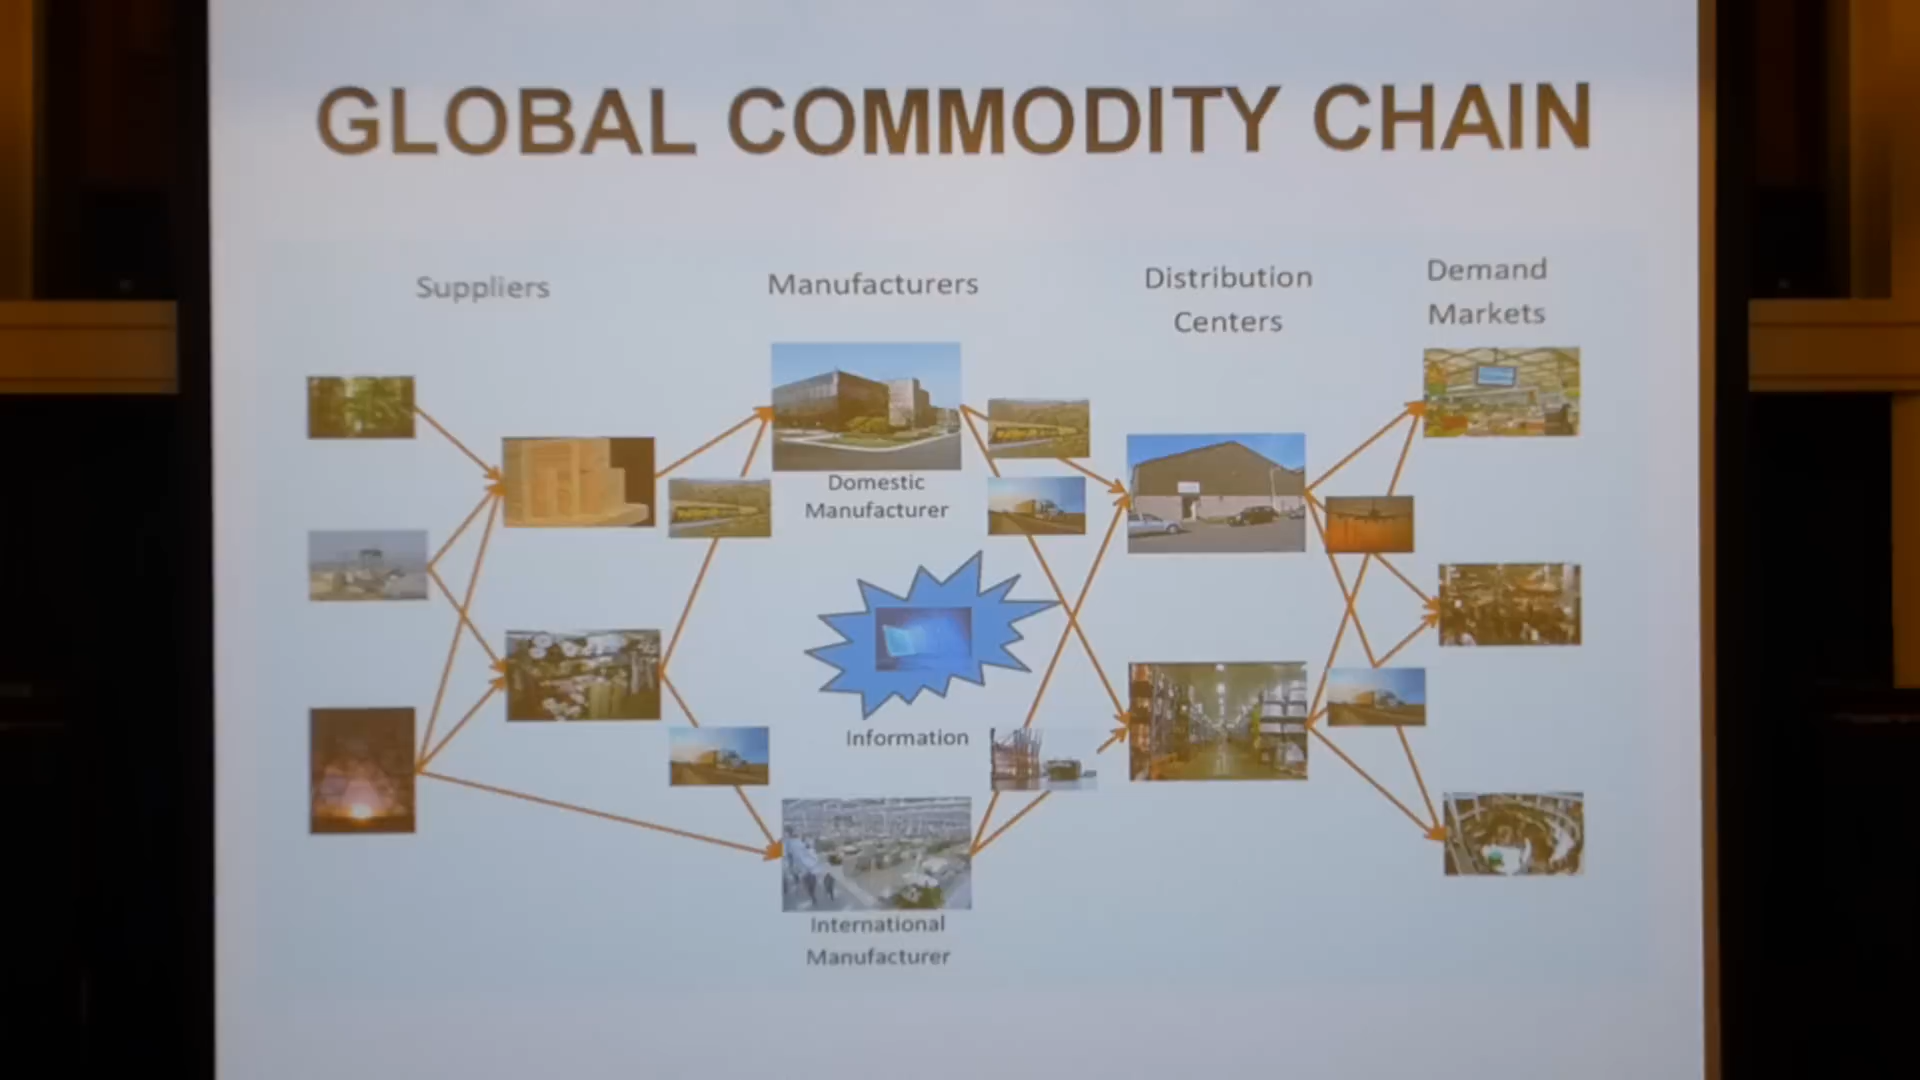 GLOBAL COMMODITY CHAIN
Suppliers
Manufacturers
Distribution
Centers
Demand
Markets
Domestic
Manufacturer
Information
International
Manufacturer